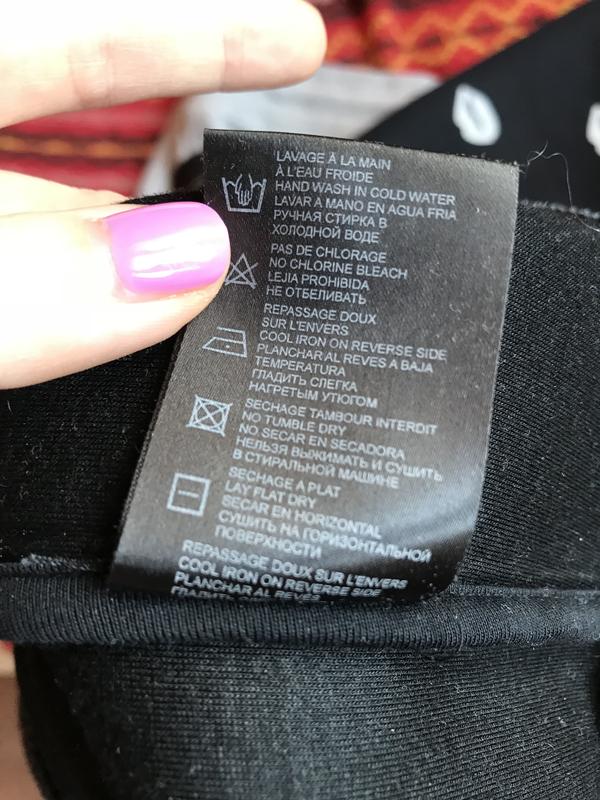 LAVAGE À LA MAIN
À L'EAU FROIDE
HAND WASH IN COLD WATER
LAVAR A MANO EN AGUA FRIA
РУЧНАЯ СТИРКА В
ХОЛОДНОЙ ВОДЕ
PAS DE CHLORAGE
NO CHLORINE BLEACH
LEJIA PROHIBIDA
НЕ ОТБЕЛИВАТЬ
REPASSAGE DOUX
SUR L'ENVERS
COOL IRON ON REVERSE SIDE
PLANCHAR AL REVES A BAJA
TEMPERATURA
ГЛАДИТЬ СЛЕГКА
НАГРЕТЫМ УТЮГОМ
SECHAGE TAMBOUR INTERDIT
NO TUMBLE DRY
NO SECAR EN SECADORA
НЕЛЬЗЯ ВЫЖИМАТЬ И СУШИТЬ
В СТИРАЛЬНОЙ МАШИНЕ
SECHAGE A PLAT
LAY FLAT DRY
SECAR EN HORIZONTAL
СУШИТЬ НА ГОРИЗОНТАЛЬНОЙ
ПОВЕРХНОСТИ
REPASSAGE DOUX SUR L'ENVERS
COOL IRON ON REVERSE SIDE
PLANCHAR AL REVES